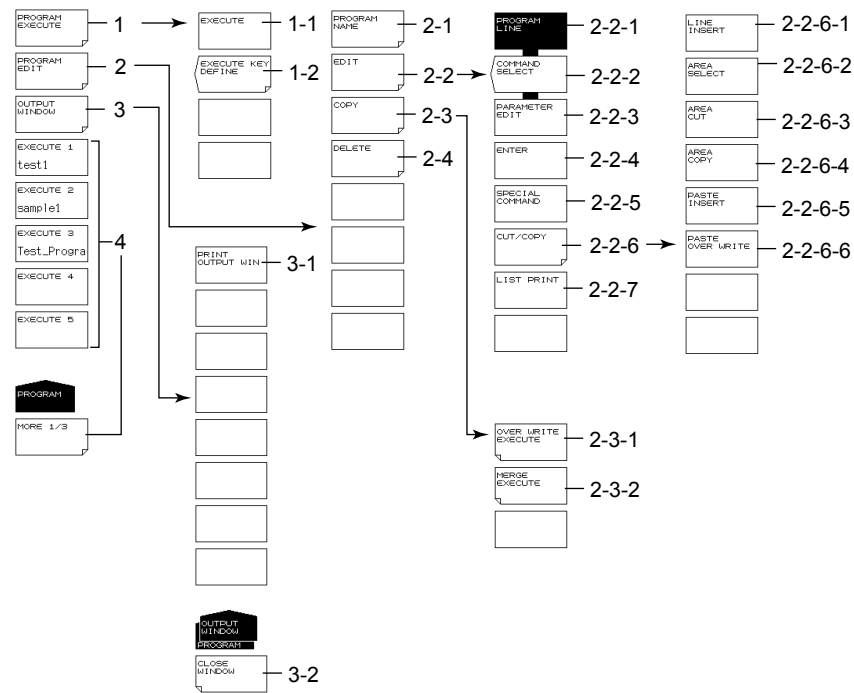 PROGRAM
EXECUTE
1
PROGRAM
EDIT
2
OUTPUT
WINDOW
3
EXECUTE 1
test1
EXECUTE 2
sample1
EXECUTE 3
Test_Progra
EXECUTE 4
EXECUTE 5
4
PROGRAM
MORE 1/3
EXECUTE
1-1
EXECUTE KEY
DEFINE
1-2
PRINT
OUTPUT WIN
3-1
OUTPUT
WINDOW
PROGRAM
CLOSE
WINDOW
3-2
PROGRAM
NAME
2-1
EDIT
2-2
COPY
2-3
DELETE
2-4
PROGRAM
LINE
2-2-1
COMMAND
SELECT
2-2-2
PARAMETER
EDIT
2-2-3
ENTER
2-2-4
SPECIAL
COMMAND
2-2-5
CUT/COPY
2-2-6
LIST PRINT
2-2-7
OVER WRITE
EXECUTE
2-3-1
MERGE
EXECUTE
2-3-2
LINE
INSERT
2-2-6-1
AREA
SELECT
2-2-6-2
AREA
CUT
2-2-6-3
AREA
COPY
2-2-6-4
PASTE
INSERT
2-2-6-5
PASTE
OVER WRITE
2-2-6-6